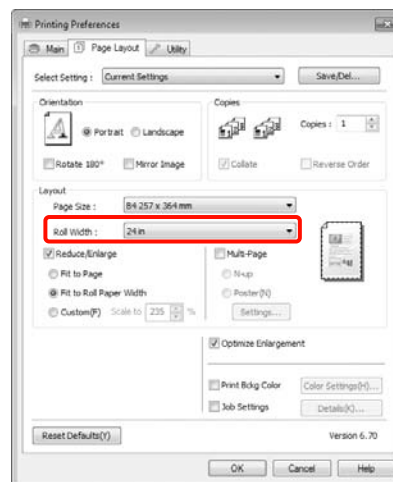 Printing Preferences
Main Page Layout Utility
Select Setting : Current Settings Save/Del...
Orientation Copies
Portrait Landscape Copies : 1
Rotate 180° Mirror Image Collate Reverse Order
Layout
Page Size : B4 257 x 364 mm
Roll Width : 24 in
Reduce/Enlarge Multi-Page
Fit to Page N-up
Fit to Roll Paper Width Poster(N)
Custom(F) Scale to 235 % Settings...
Optimize Enlargement
Print Bckg Color Color Settings(H)...
Job Settings Details(K)...
Reset Defaults(Y) Version 6.70
OK Cancel Help